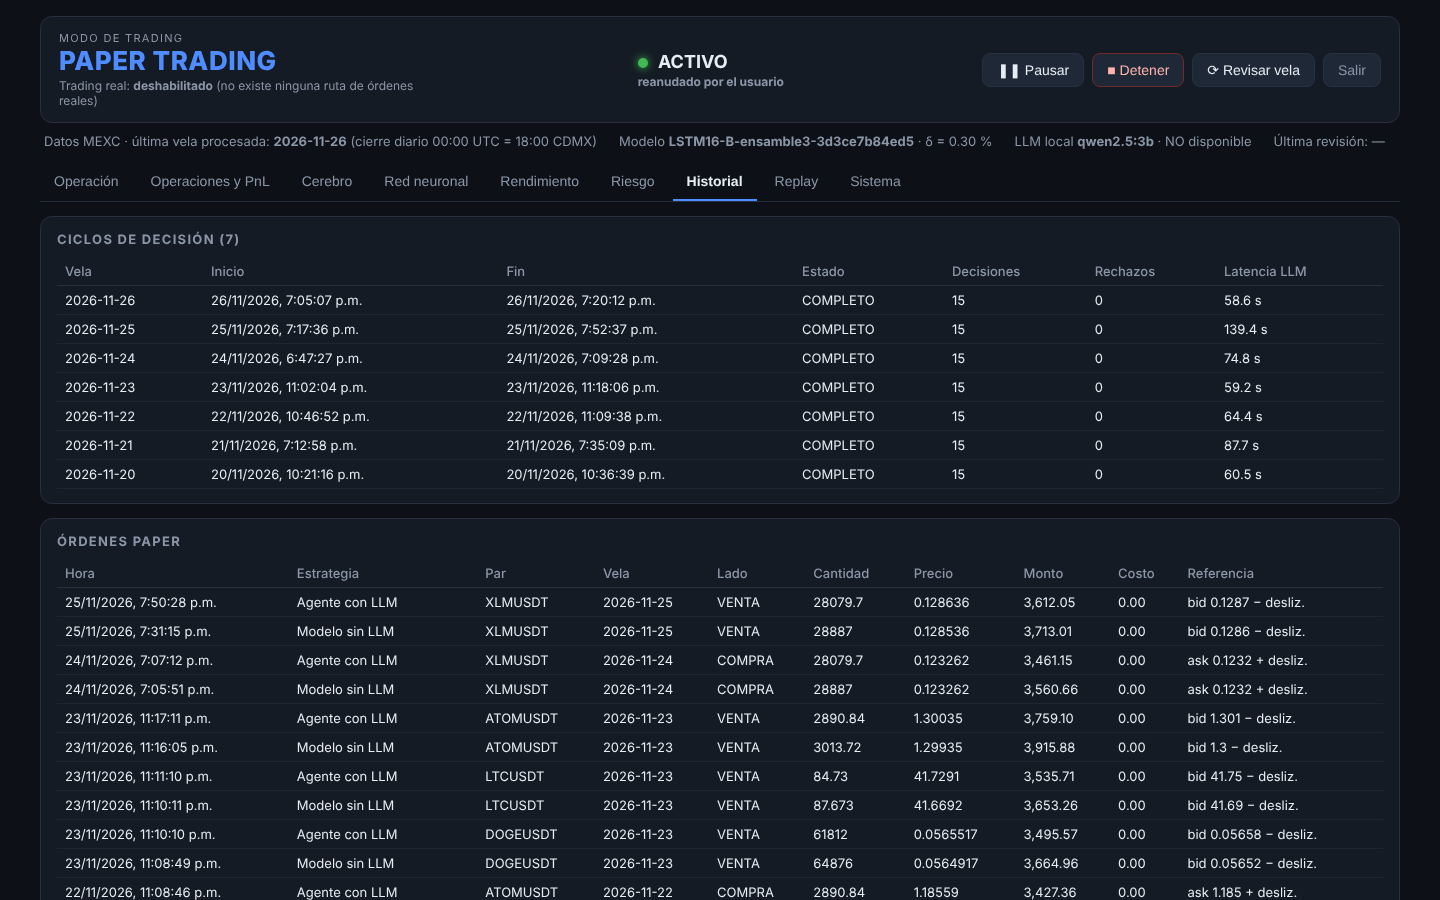 MODO DE TRADING
PAPER TRADING
Trading real: deshabilitado (no existe ninguna ruta de órdenes
reales)
ACTIVO
reanudado por el usuario
❚❚ Pausar
■ Detener
⟳ Revisar vela
Salir
Datos MEXC · última vela procesada: 2026-11-26 (cierre diario 00:00 UTC = 18:00 CDMX) Modelo LSTM16-B-ensamble3-3d3ce7b84ed5 · δ = 0.30 % LLM local qwen2.5:3b · NO disponible Última revisión: —
Operación Operaciones y PnL Cerebro Red neuronal Rendimiento Riesgo Historial Replay Sistema
CICLOS DE DECISIÓN (7)
Vela Inicio Fin Estado Decisiones Rechazos Latencia LLM
2026-11-26 26/11/2026, 7:05:07 p.m. 26/11/2026, 7:20:12 p.m. COMPLETO 15 0 58.6 s
2026-11-25 25/11/2026, 7:17:36 p.m. 25/11/2026, 7:52:37 p.m. COMPLETO 15 0 139.4 s
2026-11-24 24/11/2026, 6:47:27 p.m. 24/11/2026, 7:09:28 p.m. COMPLETO 15 0 74.8 s
2026-11-23 23/11/2026, 11:02:04 p.m. 23/11/2026, 11:18:06 p.m. COMPLETO 15 0 59.2 s
2026-11-22 22/11/2026, 10:46:52 p.m. 22/11/2026, 11:09:38 p.m. COMPLETO 15 0 64.4 s
2026-11-21 21/11/2026, 7:12:58 p.m. 21/11/2026, 7:35:09 p.m. COMPLETO 15 0 87.7 s
2026-11-20 20/11/2026, 10:21:16 p.m. 20/11/2026, 10:36:39 p.m. COMPLETO 15 0 60.5 s
ÓRDENES PAPER
Hora Estrategia Par Vela Lado Cantidad Precio Monto Costo Referencia
25/11/2026, 7:50:28 p.m. Agente con LLM XLMUSDT 2026-11-25 VENTA 28079.7 0.128636 3,612.05 0.00 bid 0.1287 − desliz.
25/11/2026, 7:31:15 p.m. Modelo sin LLM XLMUSDT 2026-11-25 VENTA 28887 0.128536 3,713.01 0.00 bid 0.1286 − desliz.
24/11/2026, 7:07:12 p.m. Agente con LLM XLMUSDT 2026-11-24 COMPRA 28079.7 0.123262 3,461.15 0.00 ask 0.1232 + desliz.
24/11/2026, 7:05:51 p.m. Modelo sin LLM XLMUSDT 2026-11-24 COMPRA 28887 0.123262 3,560.66 0.00 ask 0.1232 + desliz.
23/11/2026, 11:17:11 p.m. Agente con LLM ATOMUSDT 2026-11-23 VENTA 2890.84 1.30035 3,759.10 0.00 bid 1.301 − desliz.
23/11/2026, 11:16:05 p.m. Modelo sin LLM ATOMUSDT 2026-11-23 VENTA 3013.72 1.29935 3,915.88 0.00 bid 1.3 − desliz.
23/11/2026, 11:11:10 p.m. Agente con LLM LTCUSDT 2026-11-23 VENTA 84.73 41.7291 3,535.71 0.00 bid 41.75 − desliz.
23/11/2026, 11:10:11 p.m. Modelo sin LLM LTCUSDT 2026-11-23 VENTA 87.673 41.6692 3,653.26 0.00 bid 41.69 − desliz.
23/11/2026, 11:10:10 p.m. Agente con LLM DOGEUSDT 2026-11-23 VENTA 61812 0.0565517 3,495.57 0.00 bid 0.05658 − desliz.
23/11/2026, 11:08:49 p.m. Modelo sin LLM DOGEUSDT 2026-11-23 VENTA 64876 0.0564917 3,664.96 0.00 bid 0.05652 − desliz.
22/11/2026, 11:08:46 p.m. Agente con LLM ATOMUSDT 2026-11-22 COMPRA 2890.84 1.18559 3,427.36 0.00 ask 1.185 + desliz.